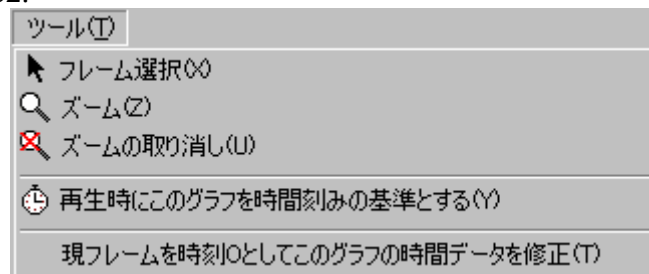 ツール(T)
フレーム選択(X)
ズーム(Z)
ズームの取り消し(U)
再生時にこのグラフを時間刻みの基準とする(Y)
現フレームを時刻0としてこのグラフの時間データを修正(T)